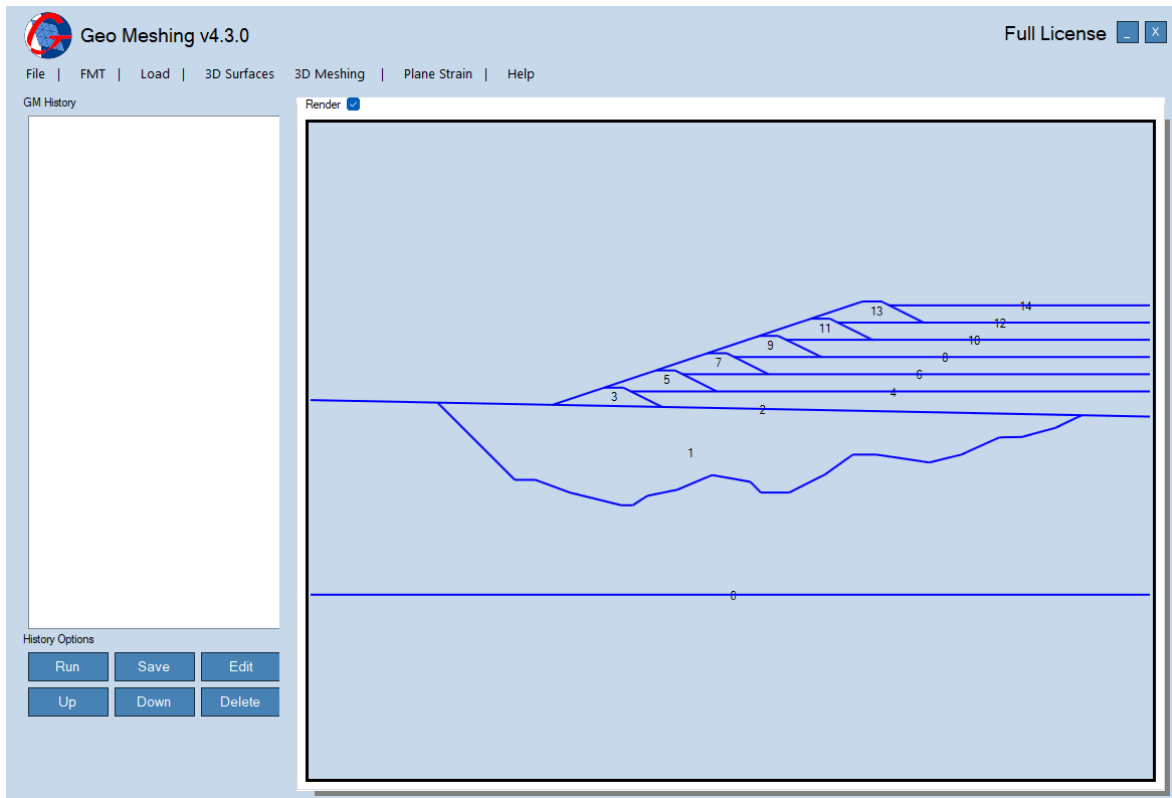 Geo Meshing v4.3.0
Full License _ X
File | FMT | Load | 3D Surfaces 3D Meshing | Plane Strain | Help
GM History
Render
14
13
12
11
10
9
8
7
6
5
4
3
2
1
0
History Options
Run Save Edit
Up Down Delete